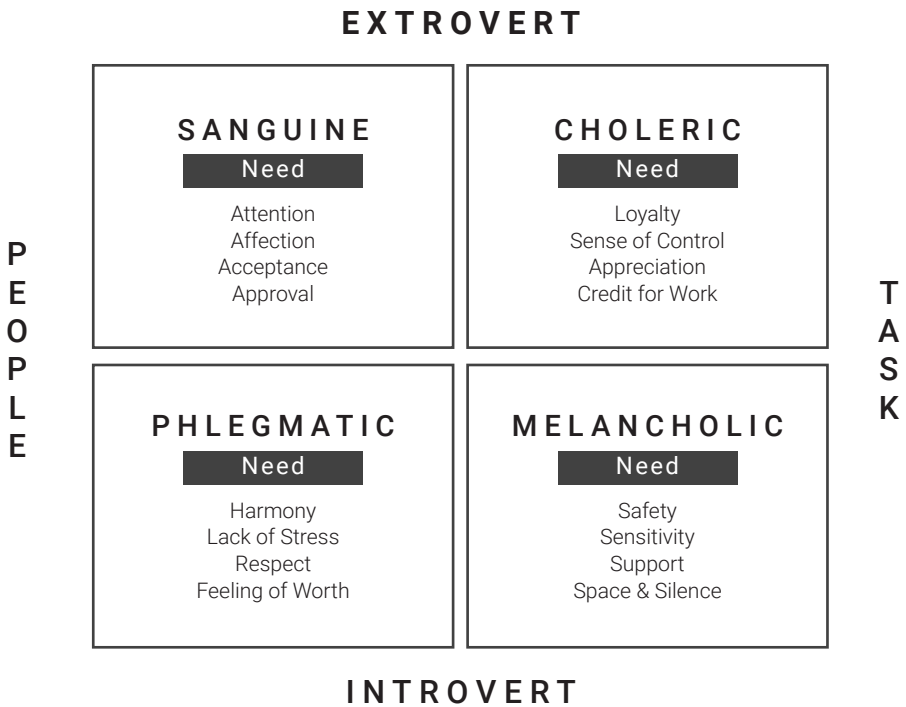 EXTROVERT
SANGUINE
Need
Attention
Affection
Acceptance
Approval
CHOLERIC
Need
Loyalty
Sense of Control
Appreciation
Credit for Work
PEOPLE
TASK
PHLEGMATIC
Need
Harmony
Lack of Stress
Respect
Feeling of Worth
MELANCHOLIC
Need
Safety
Sensitivity
Support
Space & Silence
INTROVERT